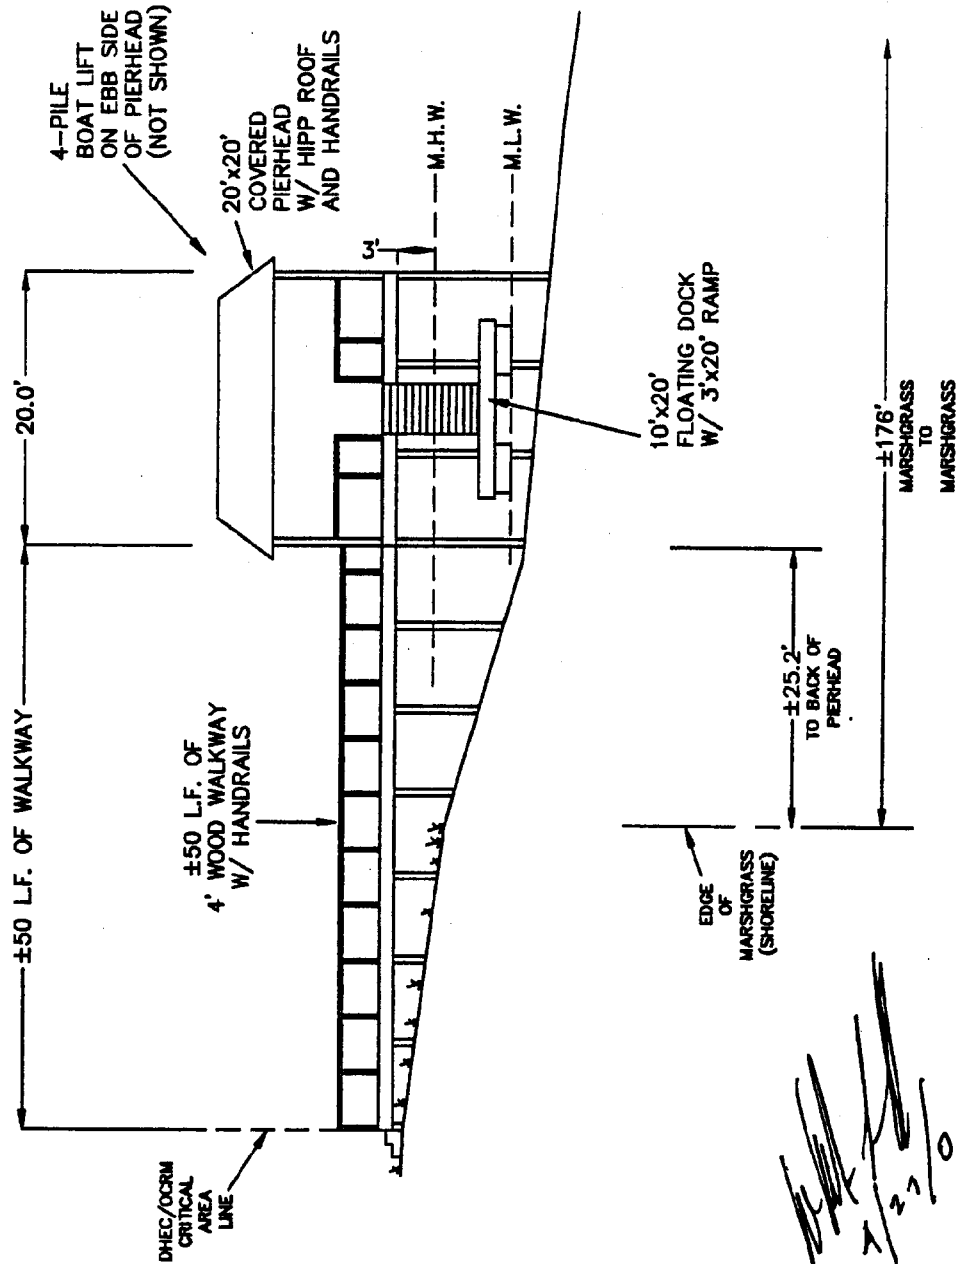 4-PILE
BOAT LIFT
ON EBB SIDE
OF PIERHEAD
(NOT SHOWN)
20'x20'
COVERED
PIERHEAD
W/ HIPP ROOF
AND HANDRAILS
±50 L.F. OF WALKWAY
20.0'
±50 L.F. OF
4' WOOD WALKWAY
W/ HANDRAILS
3'
M.H.W.
M.L.W.
DHEC/OCRM
CRITICAL
AREA
LINE
10'x20'
FLOATING DOCK
W/ 3'x20' RAMP
EDGE
OF
MARSHGRASS
(SHORELINE)
±25.2'
TO BACK OF
PIERHEAD
±176'
MARSHGRASS
TO
MARSHGRASS